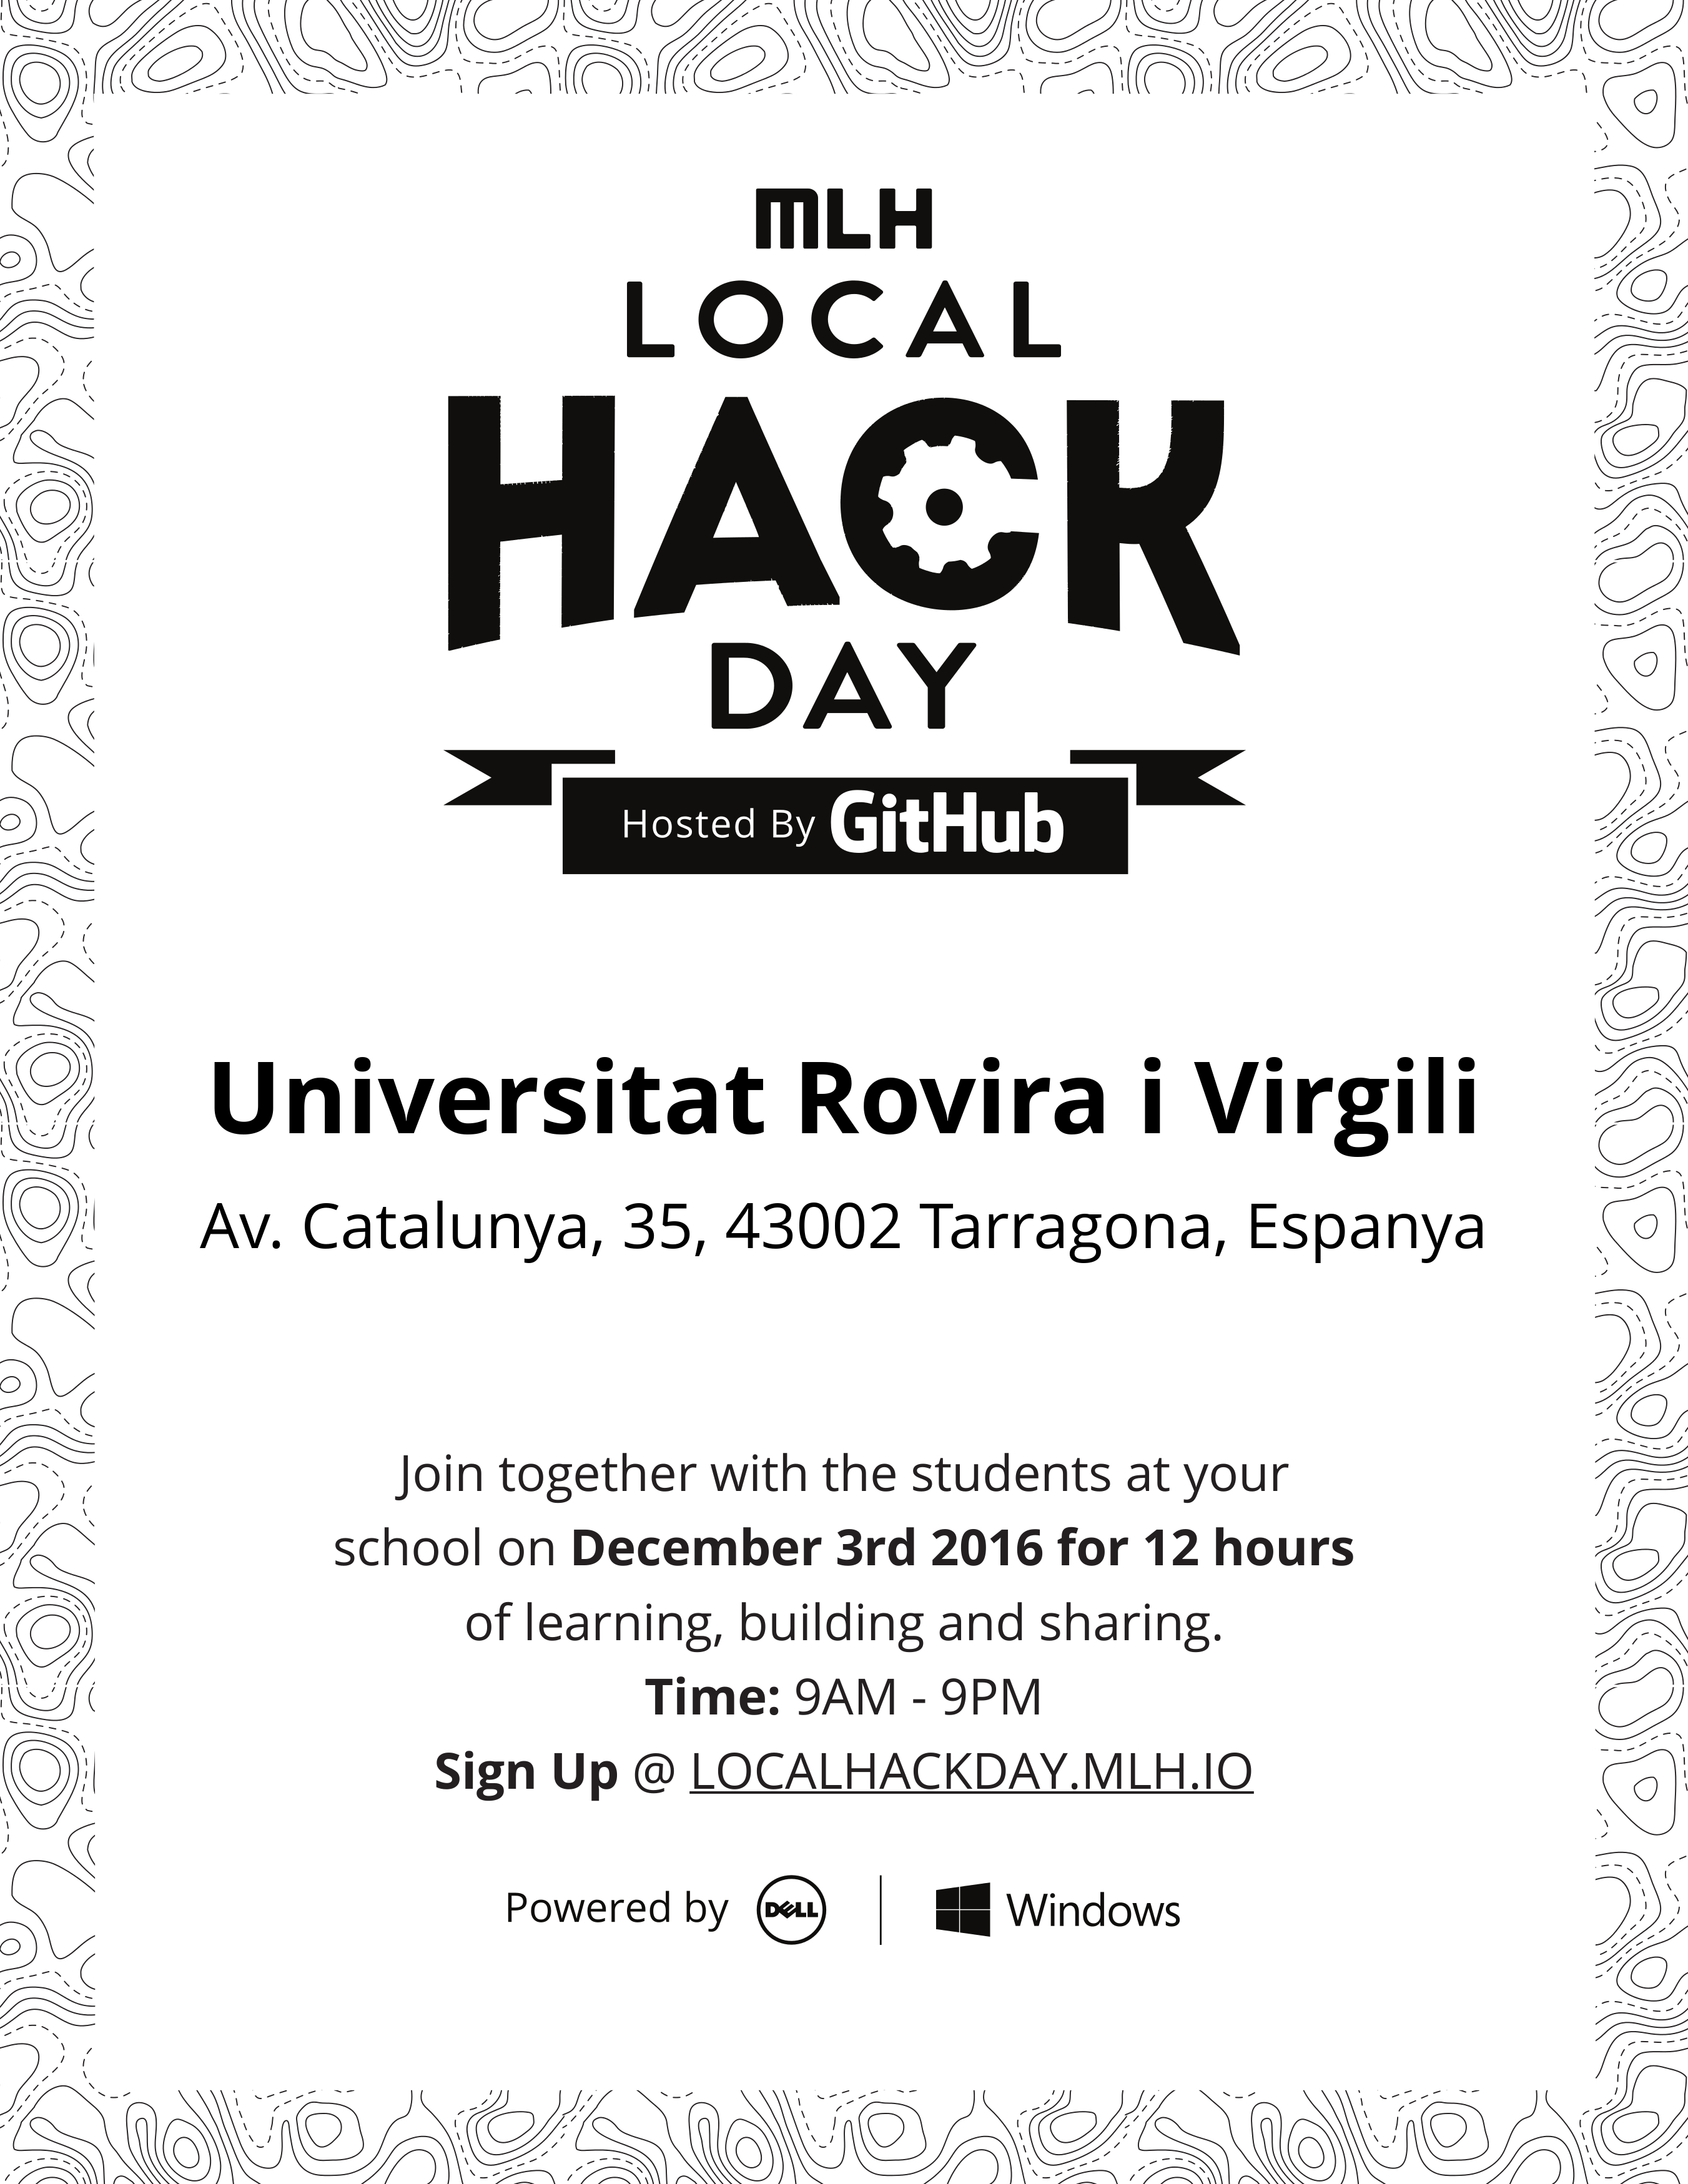 MLH
LOCAL
HACK
DAY
Hosted By GitHub
Universitat Rovira i Virgili
Av. Catalunya, 35, 43002 Tarragona, Espanya
Join together with the students at your
school on December 3rd 2016 for 12 hours
of learning, building and sharing.
Time: 9AM - 9PM
Sign Up @ LOCALHACKDAY.MLH.IO
Powered by DELL | Windows